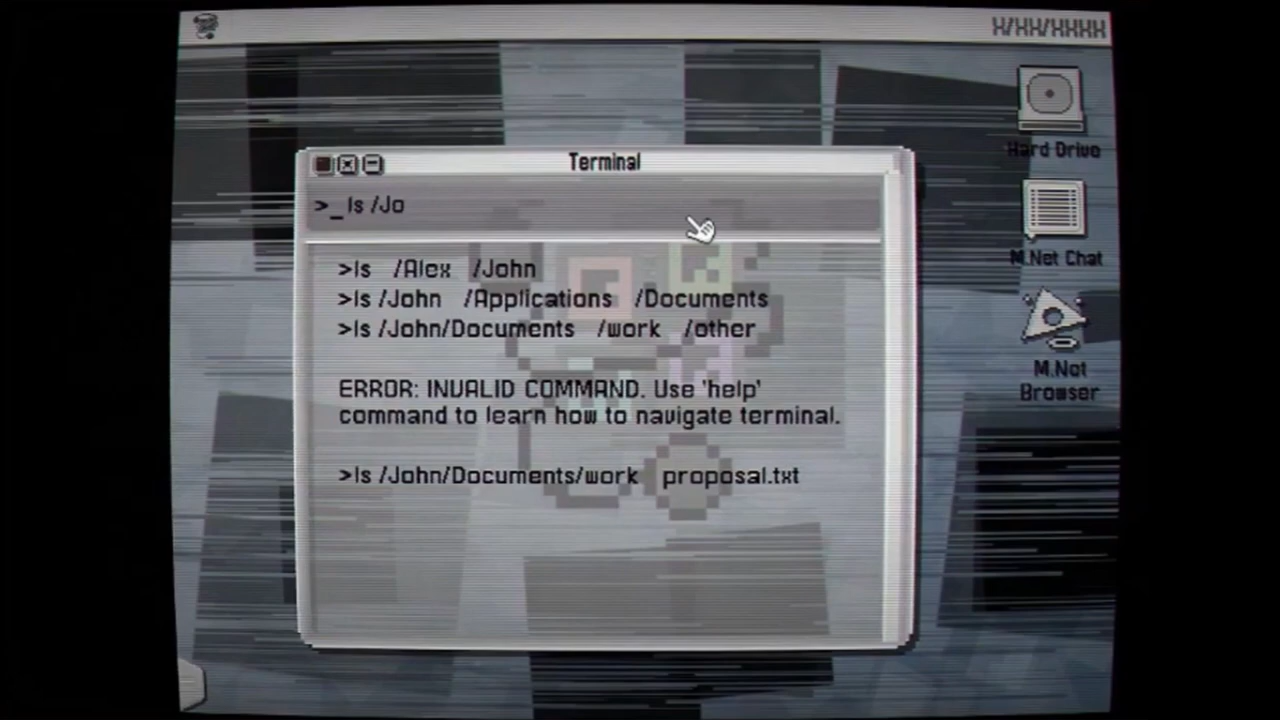 X/XX/XXXX
Terminal
>_ls /Jo
>ls /Alex /John
>ls /John /Applications /Documents
>ls /John/Documents /work /other
ERROR: INVALID COMMAND. Use 'help'
command to learn how to navigate terminal.
>ls /John/Documents/work proposal.txt
Hard Drive
M.Net Chat
M.Not
Browser